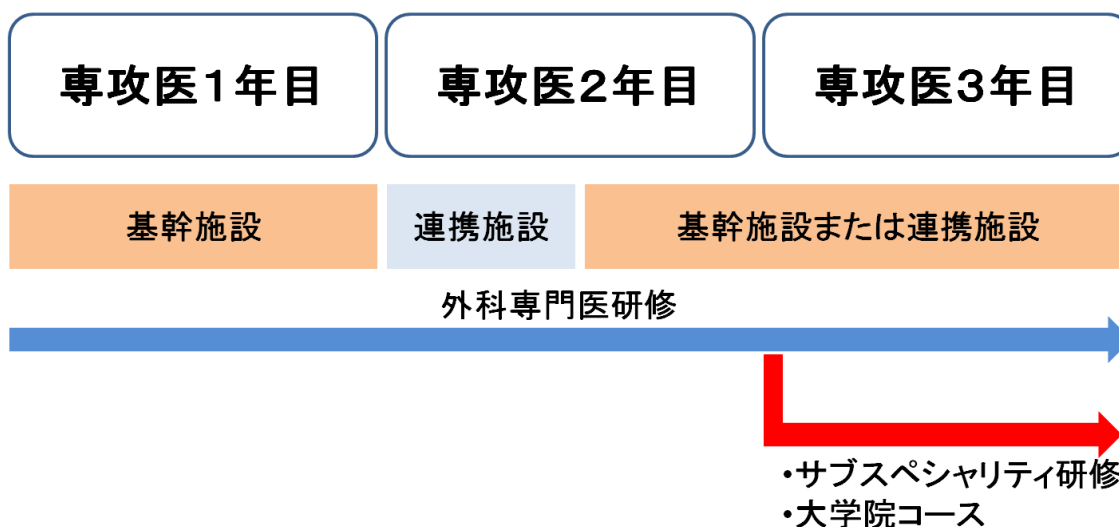 専攻医1年目
専攻医2年目
専攻医3年目
基幹施設
連携施設
基幹施設または連携施設
外科専門医研修
・サブスペシャリティ研修
・大学院コース